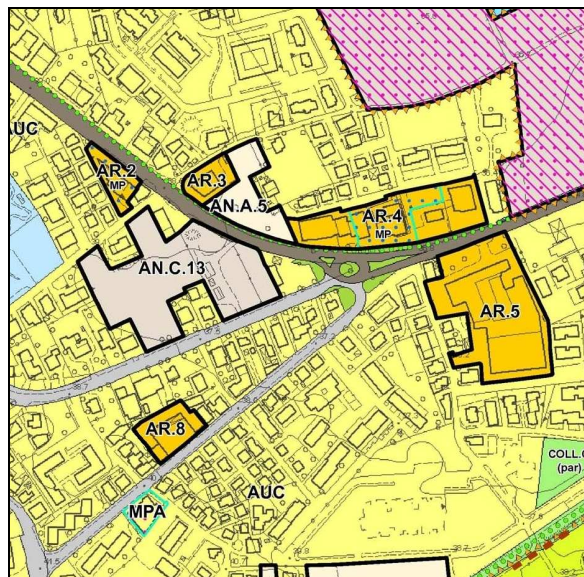 AUC
AR.2
MP
AR.3
AN.A.5
AR.4
MP
AN.C.13
AR.5
AR.8
COLL.
(par)
AUC
MPA